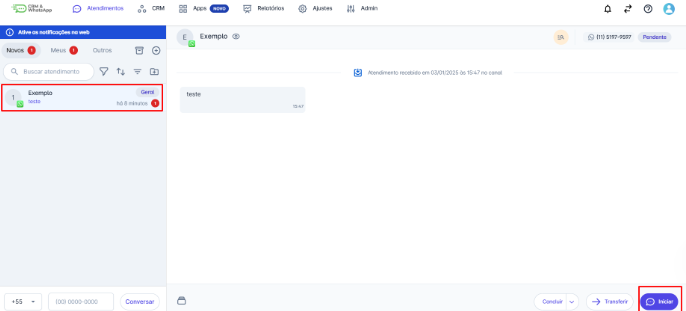 CRM &
WhatsApp
Atendimentos
CRM
Apps NOVO
Relatórios
Ajustes
Admin
Ative as notificações na web
Novos 1
Meus 1
Outros
Buscar atendimento
1
Exemplo
Geral
teste
há 6 minutos 1
+55
(00) 0000-0000
Conversar
E
Exemplo
(11) 5197-9597
Pendente
Atendimento recebido em 03/01/2025 às 15:47 no canal
teste
15:47
Concluir
Transferir
Iniciar